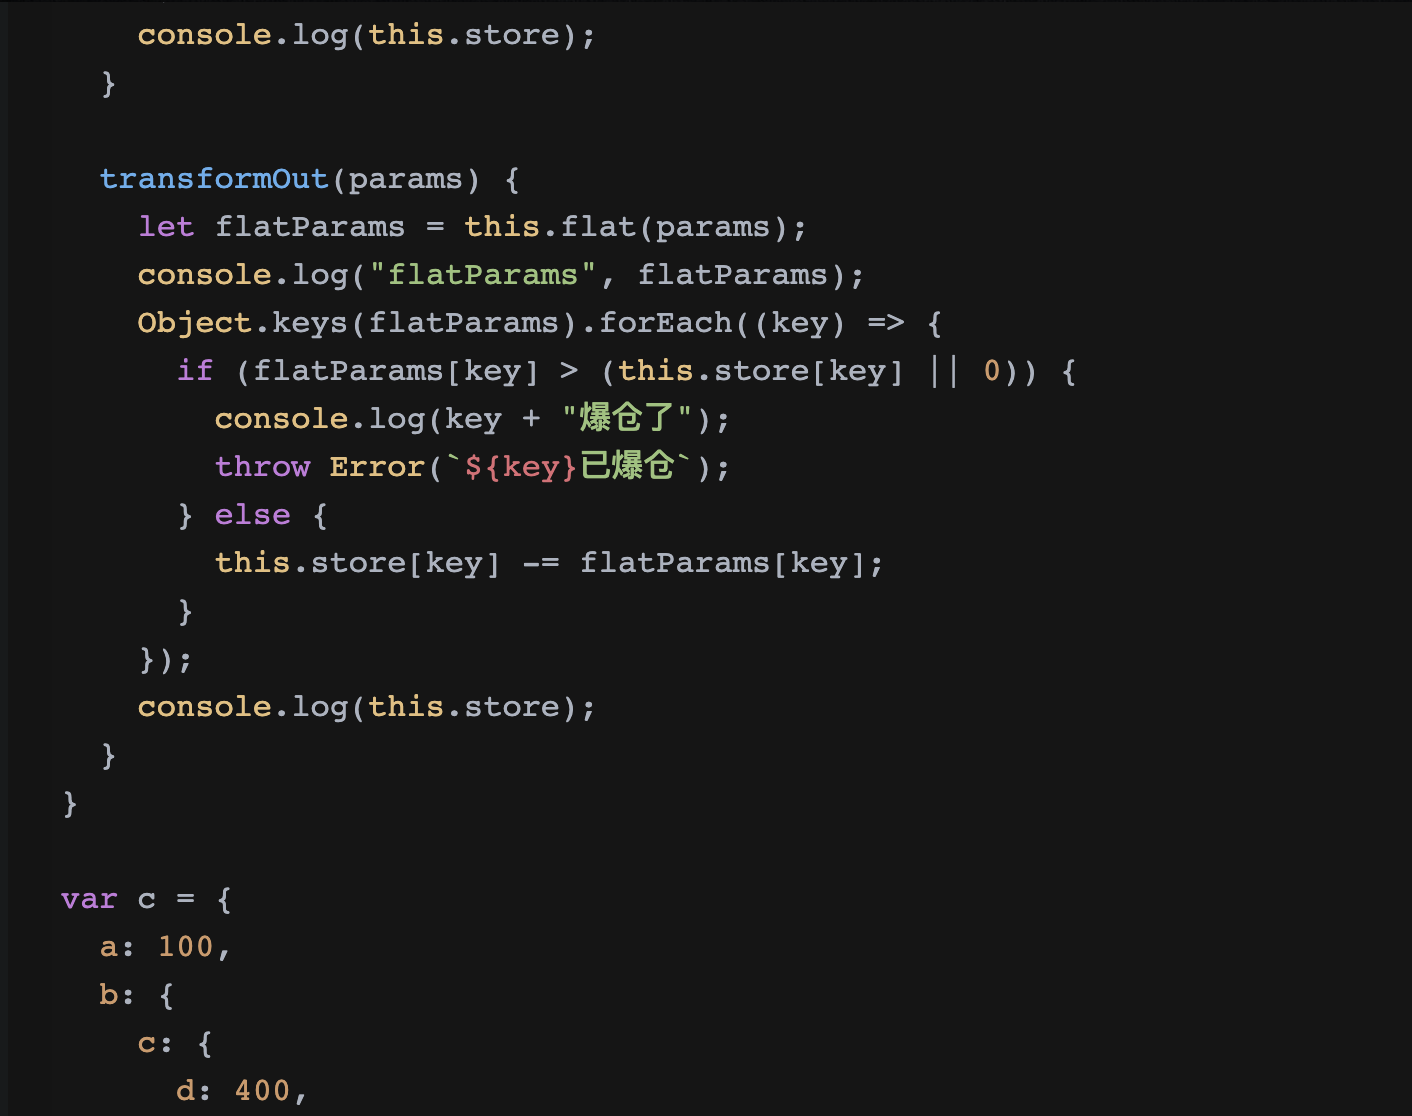 console.log(this.store);
  }

  transformOut(params) {
    let flatParams = this.flat(params);
    console.log("flatParams", flatParams);
    Object.keys(flatParams).forEach((key) => {
      if (flatParams[key] > (this.store[key] || 0)) {
        console.log(key + "爆仓了");
        throw Error(`${key}已爆仓`);
      } else {
        this.store[key] -= flatParams[key];
      }
    });
    console.log(this.store);
  }
}

var c = {
  a: 100,
  b: {
    c: {
      d: 400,